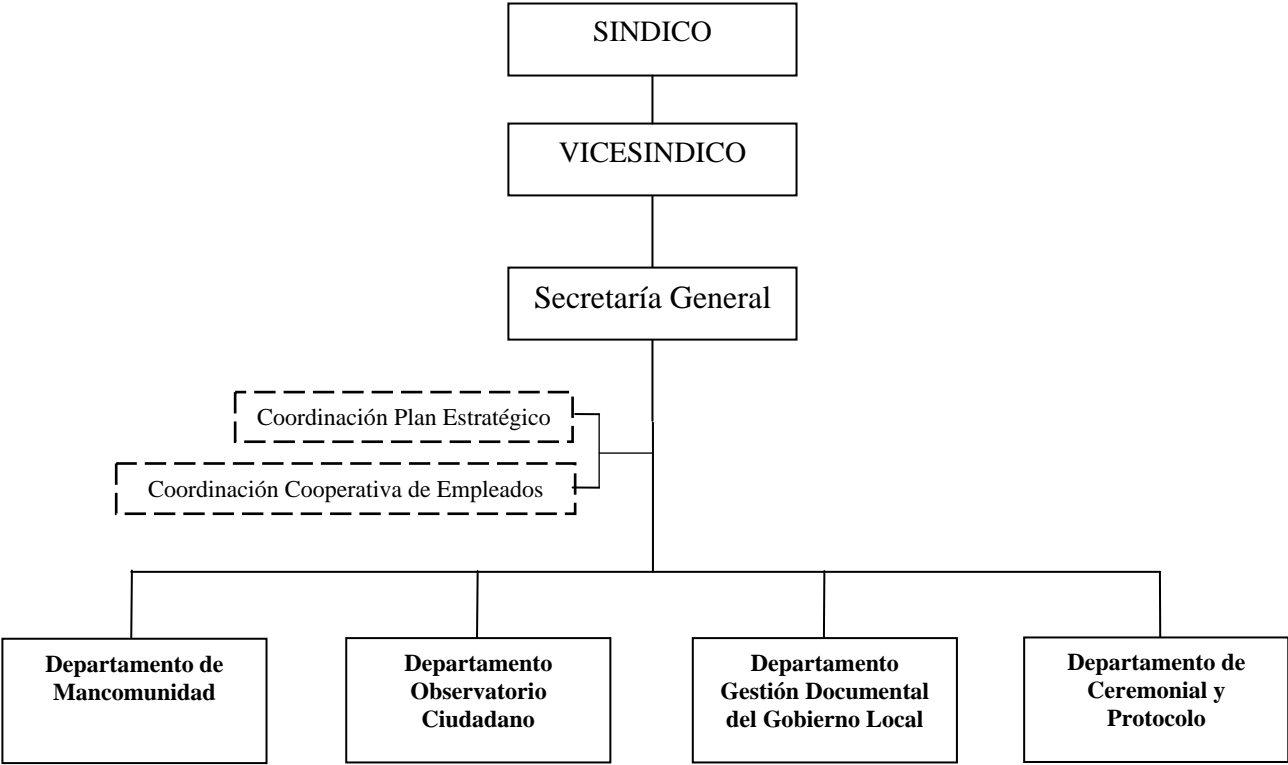 SINDICO
VICESINDICO
Secretaría General
Coordinación Plan Estratégico
Coordinación Cooperativa de Empleados
Departamento de
Mancomunidad
Departamento
Observatorio
Ciudadano
Departamento
Gestión Documental
del Gobierno Local
Departamento de
Ceremonial y
Protocolo